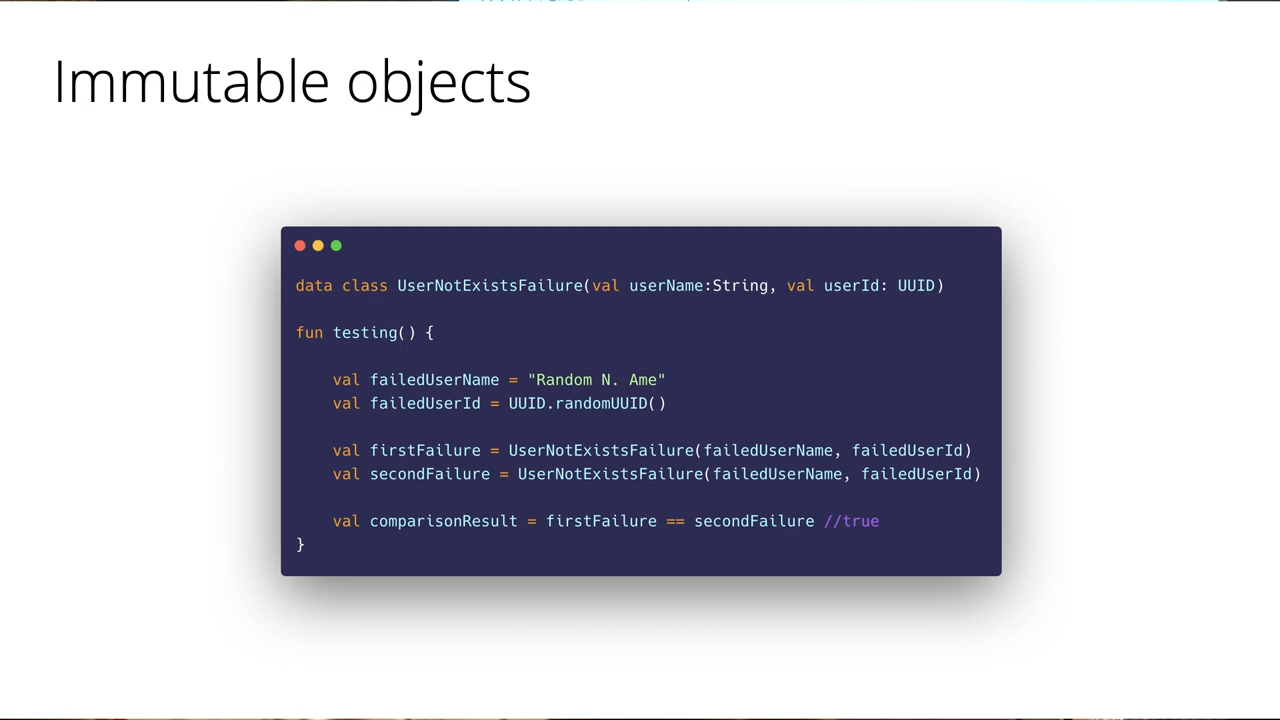 Immutable objects
data class UserNotExistsFailure(val userName:String, val userId: UUID)
fun testing() {
val failedUserName = "Random N. Ame"
val failedUserId = UUID.randomUUID()
val firstFailure = UserNotExistsFailure(failedUserName, failedUserId)
val secondFailure = UserNotExistsFailure(failedUserName, failedUserId)
val comparisonResult = firstFailure == secondFailure //true
}